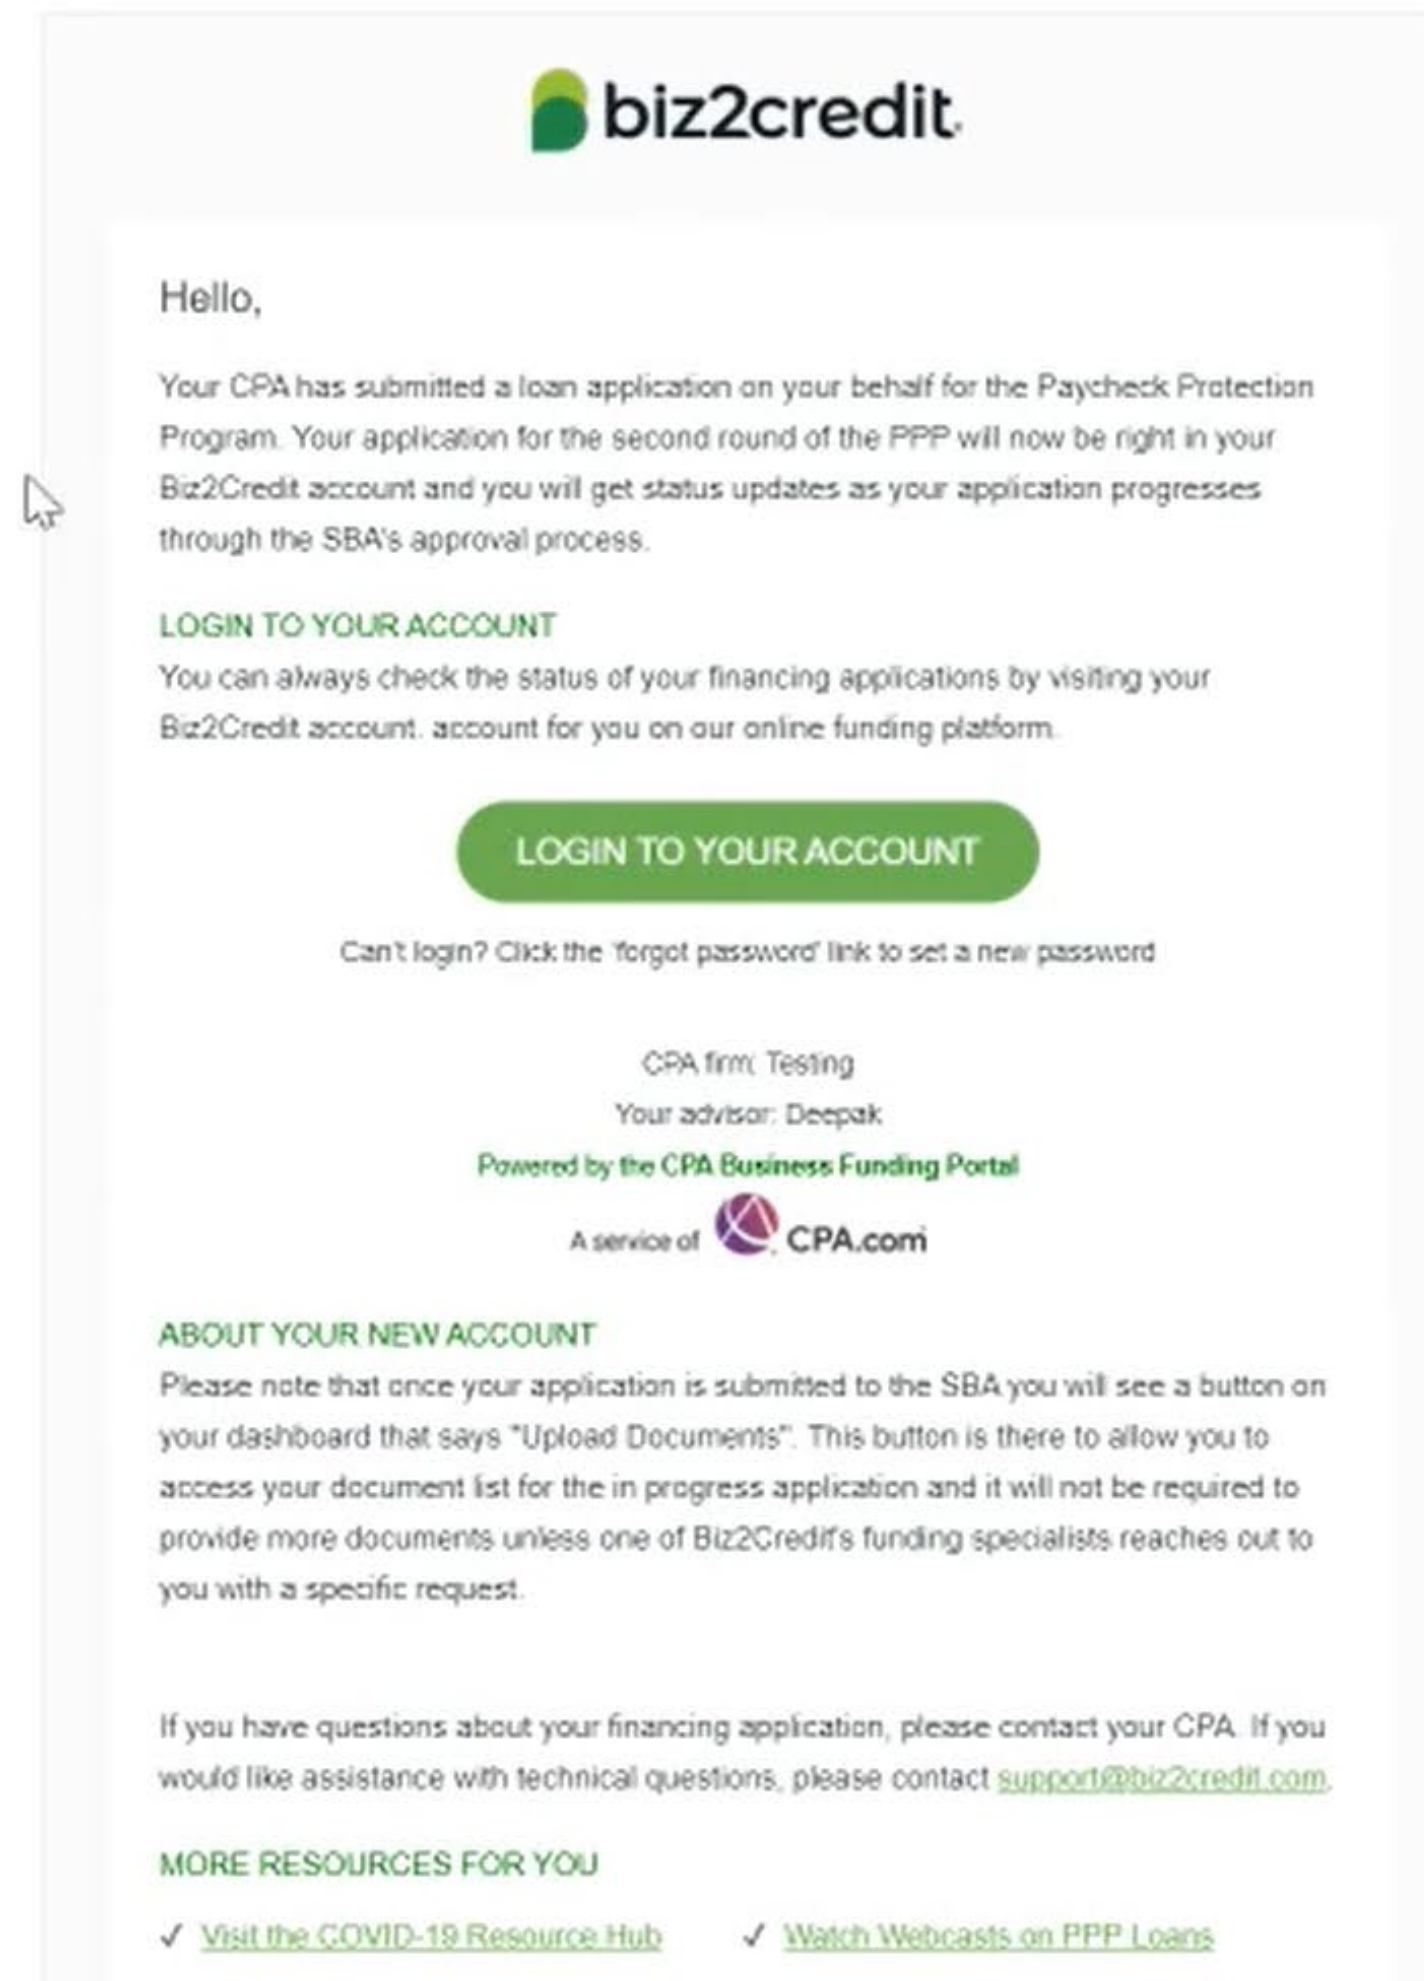 biz2credit
Hello,
Your CPA has submitted a loan application on your behalf for the Paycheck Protection
Program. Your application for the second round of the PPP will now be right in your
Biz2Credit account and you will get status updates as your application progresses
through the SBA's approval process.
LOGIN TO YOUR ACCOUNT
You can always check the status of your financing applications by visiting your
Biz2Credit account. account for you on our online funding platform.
LOGIN TO YOUR ACCOUNT
Can't login? Click the 'forgot password' link to set a new password
CPA firm: Testing
Your advisor: Deepak
Powered by the CPA Business Funding Portal
A service of CPA.com
ABOUT YOUR NEW ACCOUNT
Please note that once your application is submitted to the SBA you will see a button on
your dashboard that says "Upload Documents". This button is there to allow you to
access your document list for the in progress application and it will not be required to
provide more documents unless one of Biz2Credit's funding specialists reaches out to
you with a specific request.
If you have questions about your financing application, please contact your CPA. If you
would like assistance with technical questions, please contact support@biz2credit.com.
MORE RESOURCES FOR YOU
✓ Visit the COVID-19 Resource Hub ✓ Watch Webcasts on PPP Loans